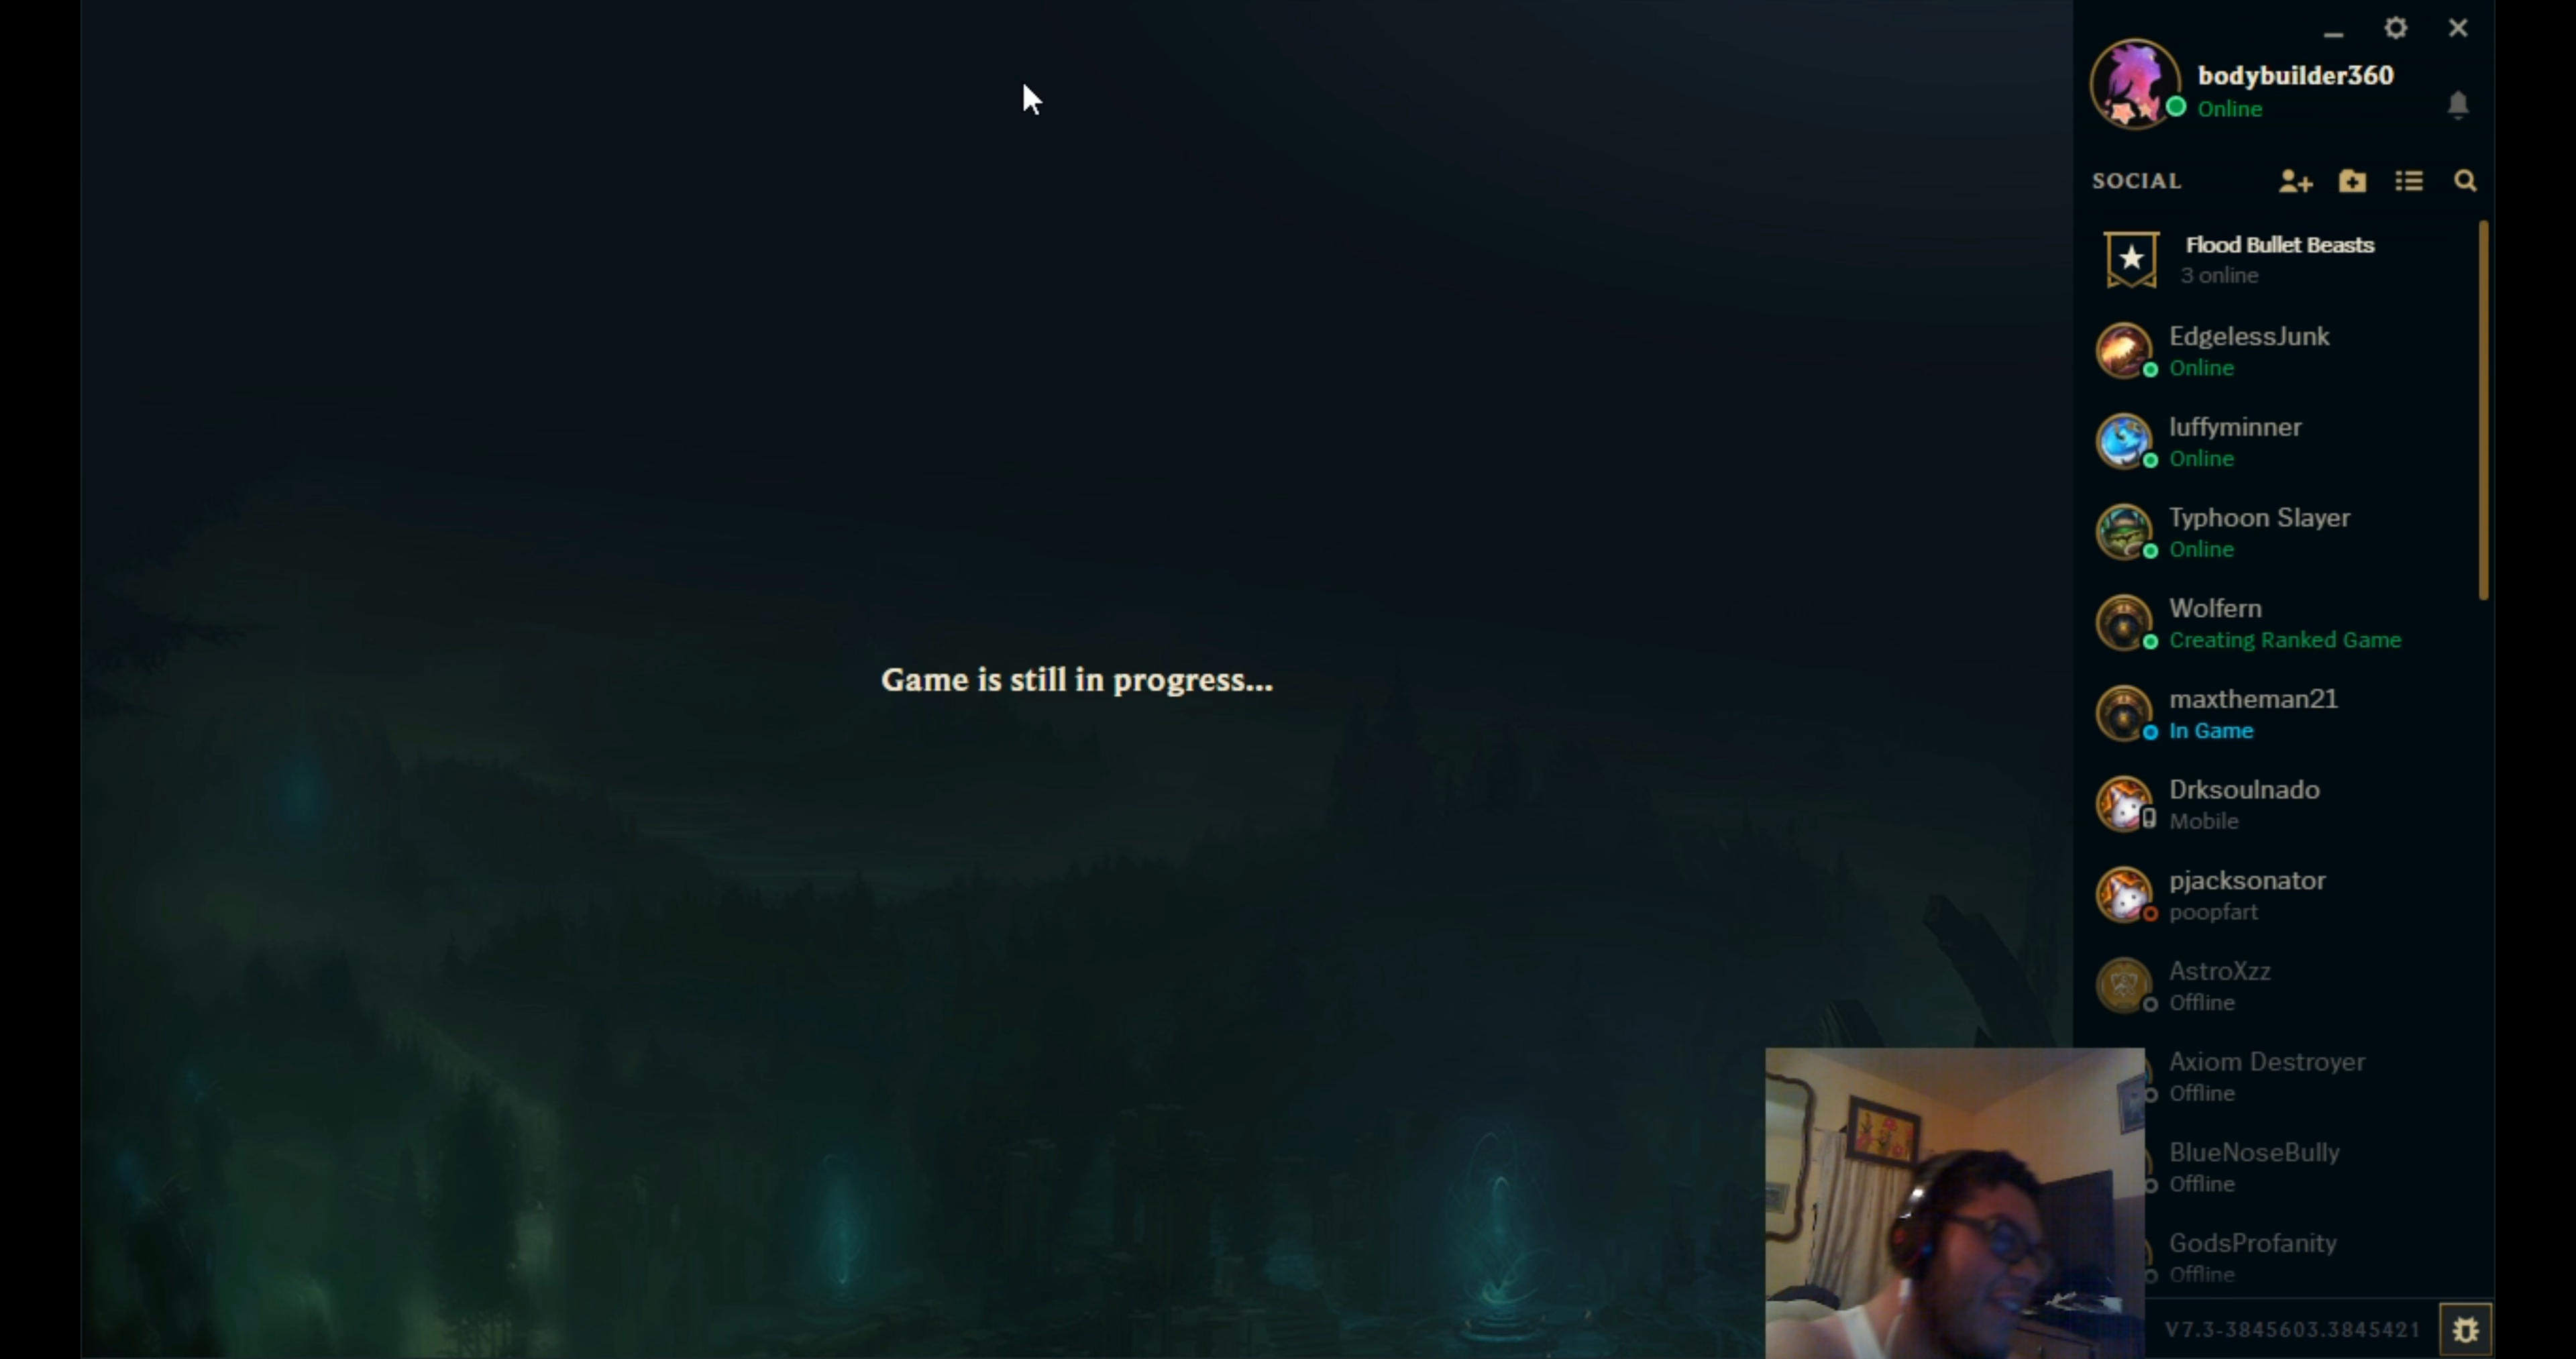 bodybuilder360
Online
SOCIAL
Flood Bullet Beasts
3 online
EdgelessJunk
Online
luffyminner
Online
Typhoon Slayer
Online
Wolfern
Creating Ranked Game
Game is still in progress...
maxtheman21
In Game
Drksoulnado
Mobile
pjacksonator
poopfart
AstroXzz
Offline
Axiom Destroyer
Offline
BlueNoseBully
Offline
GodsProfanity
Offline
V7.3-3845603.3845421